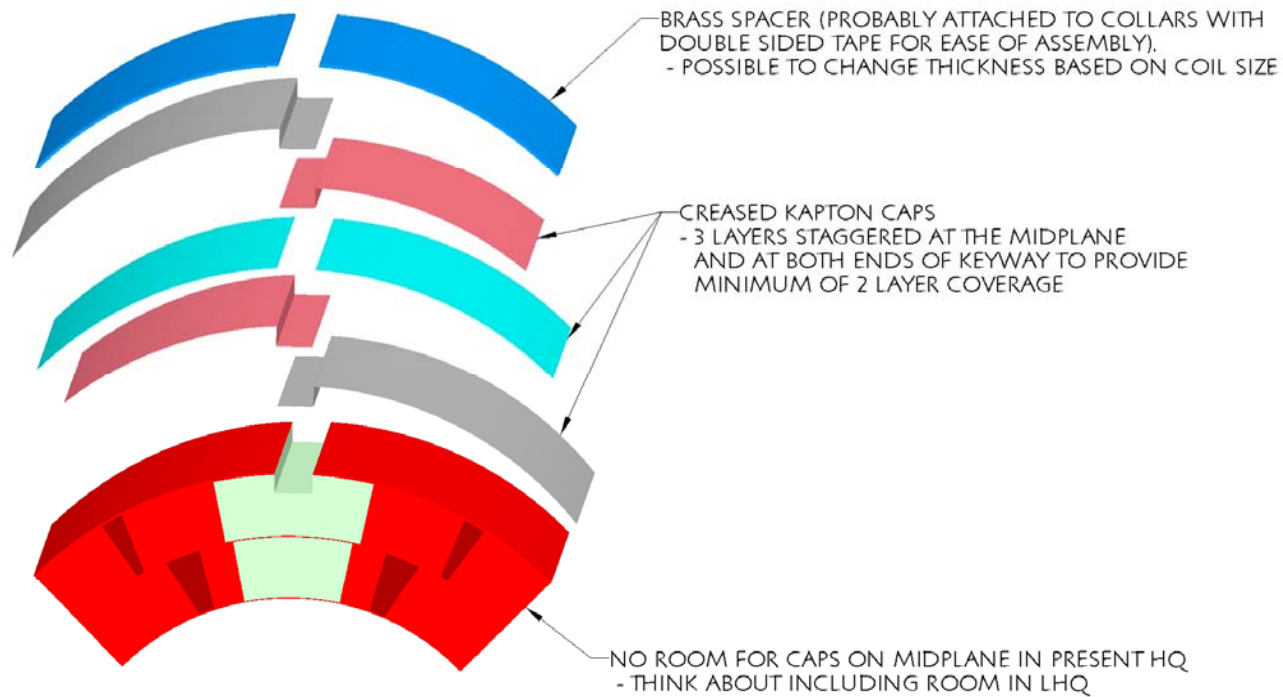 BRASS SPACER (PROBABLY ATTACHED TO COLLARS WITH
DOUBLE SIDED TAPE FOR EASE OF ASSEMBLY).
- POSSIBLE TO CHANGE THICKNESS BASED ON COIL SIZE
CREASED KAPTON CAPS
- 3 LAYERS STAGGERED AT THE MIDPLANE
AND AT BOTH ENDS OF KEYWAY TO PROVIDE
MINIMUM OF 2 LAYER COVERAGE
NO ROOM FOR CAPS ON MIDPLANE IN PRESENT HQ
- THINK ABOUT INCLUDING ROOM IN LHQ